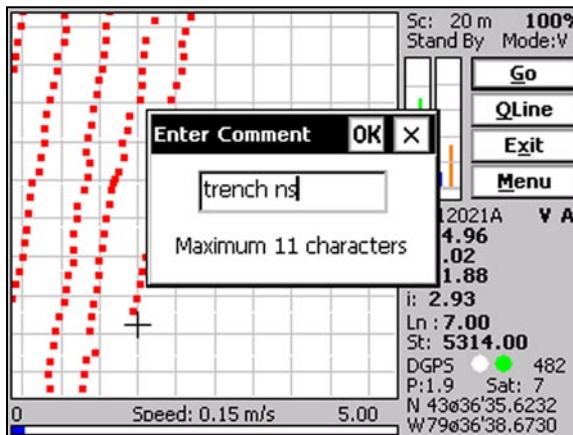 Sc: 20 m 100%
Stand By Mode:V
Go
QLine
Exit
Menu
Enter Comment OK ×
trench ns
Maximum 11 characters
12021A V A
4.96
.02
1.88
i: 2.93
Ln : 7.00
St: 5314.00
DGPS 482
P:1.9 Sat: 7
N 43ø36'35.6232
W79ø36'38.6730
0 Speed: 0.15 m/s 5.00